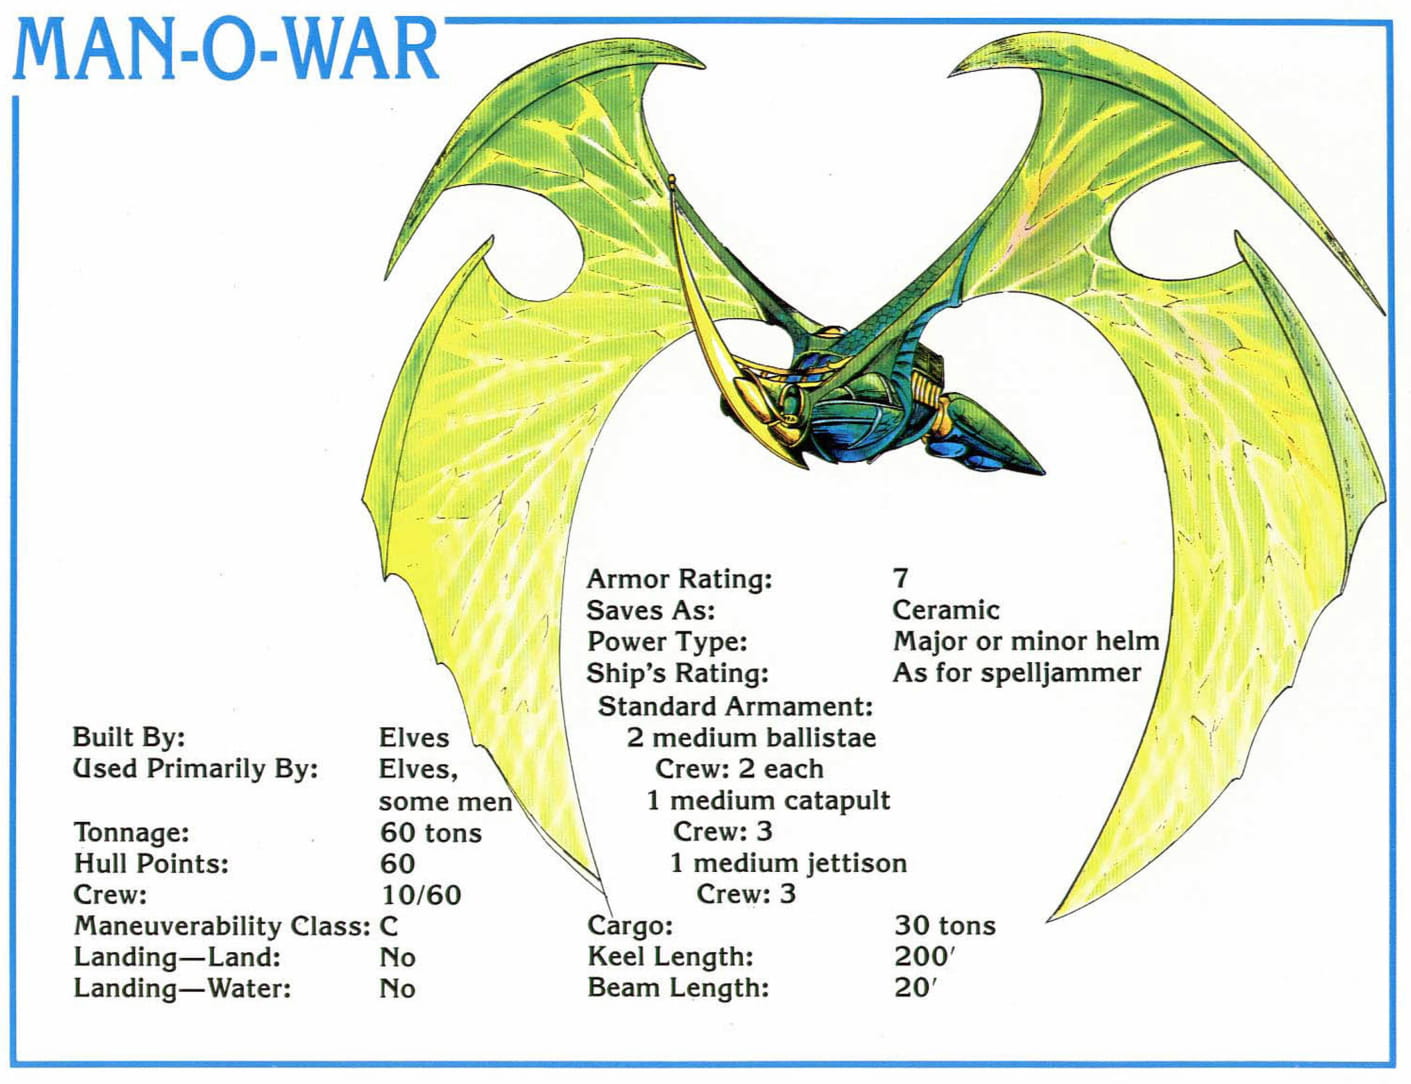 MAN-O-WAR
Built By: Elves
Used Primarily By: Elves,
some men
Tonnage: 60 tons
Hull Points: 60
Crew: 10/60
Maneuverability Class: C
Landing—Land: No
Landing—Water: No
Armor Rating: 7
Saves As: Ceramic
Power Type: Major or minor helm
Ship's Rating: As for spelljammer
Standard Armament:
2 medium ballistae
Crew: 2 each
1 medium catapult
Crew: 3
1 medium jettison
Crew: 3
Cargo: 30 tons
Keel Length: 200′
Beam Length: 20′